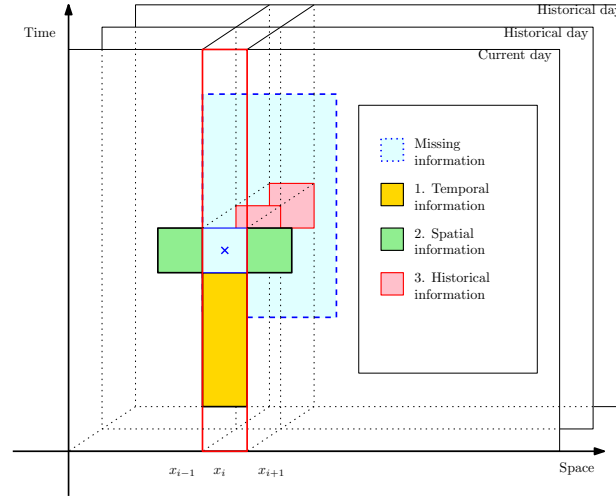 Historical day
Time
Historical day
Current day
Missing
information
1. Temporal
information
2. Spatial
information
3. Historical
information
Space
x_{i-1} x_i x_{i+1}